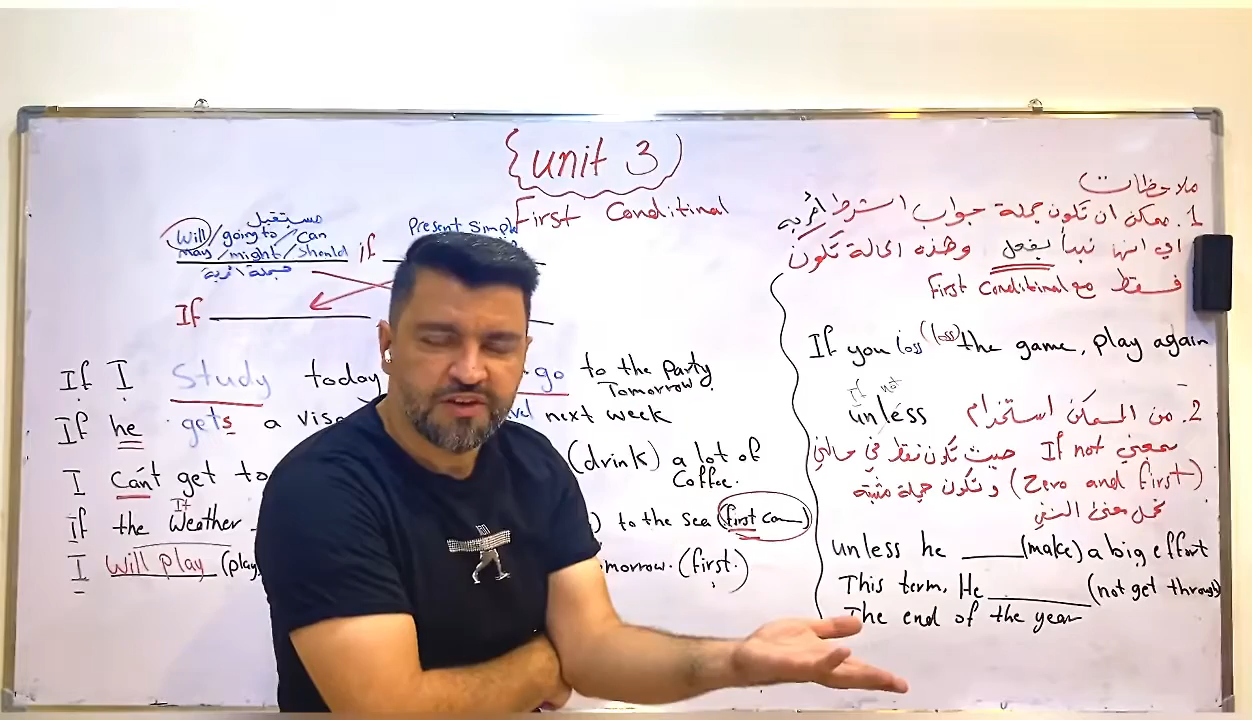 {unit 3}
First Conditinal
مستقبل
will / going to / can
may / might / should
جملة امرية
if
Present Simple
If
If I study today
go to the party
Tomorrow.
If he gets a visa
next week
I can't get to
(drink) a lot of
Coffee.
It
If the weather
) to the sea (first con)
I will play (play
morrow. (first.)
ملاحظات
1. ممكن ان تكون جملة جواب الشرط امرية
اي انها تبدأ بفعل وهذه الحالة تكون
فقط مع First Conditinal
If you loss (loss) the game, play again
If not
2. من الممكن استخدام unless
بمعنى If not حيث تكون فقط في حالتي
(Zero and first) وتكون جملة مثبتة
تحمل معنى النفي
unless he ____ (make) a big effort
This term, He ______ (not get through)
The end of the year